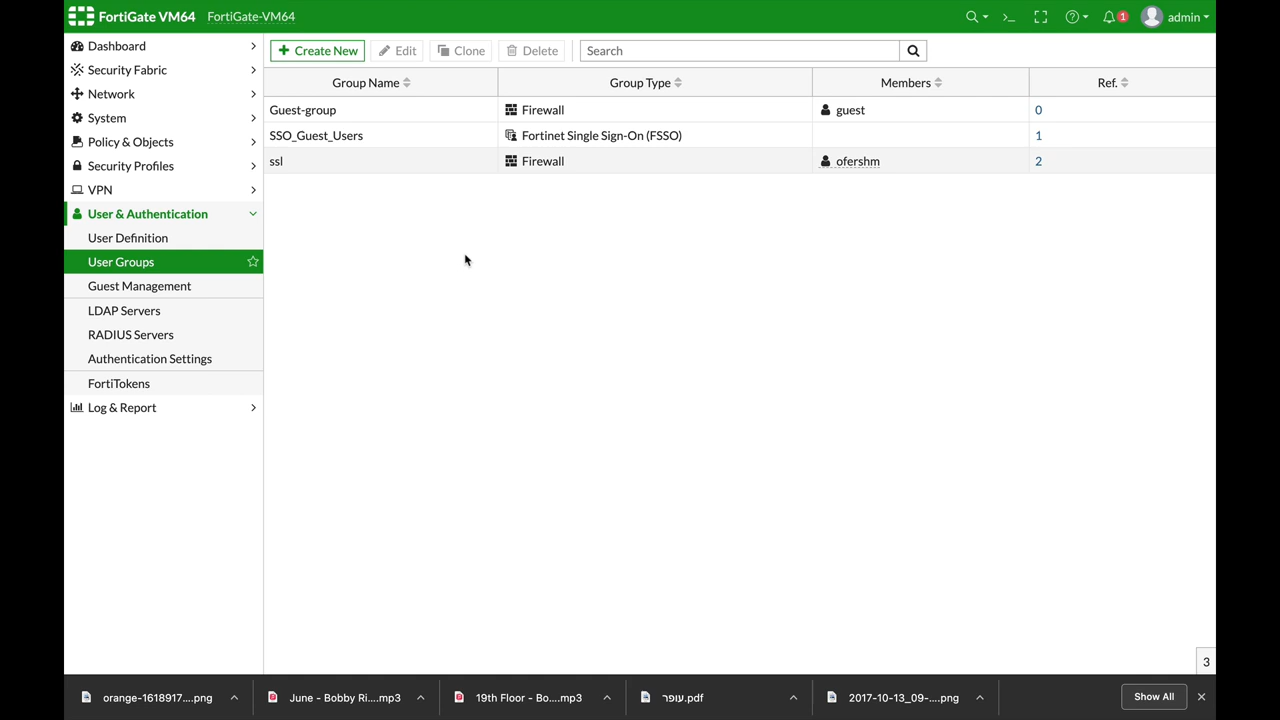 FortiGate VM64 FortiGate-VM64 1 admin
Dashboard
Security Fabric
Network
System
Policy & Objects
Security Profiles
VPN
User & Authentication
User Definition
User Groups
Guest Management
LDAP Servers
RADIUS Servers
Authentication Settings
FortiTokens
Log & Report
Create New Edit Clone Delete Search
Group Name Group Type Members Ref.
Guest-group Firewall guest 0
SSO_Guest_Users Fortinet Single Sign-On (FSSO) 1
ssl Firewall ofershm 2
3
orange-1618917....png June - Bobby Ri....mp3 19th Floor - Bo....mp3 עופר.pdf 2017-10-13_09-....png Show All